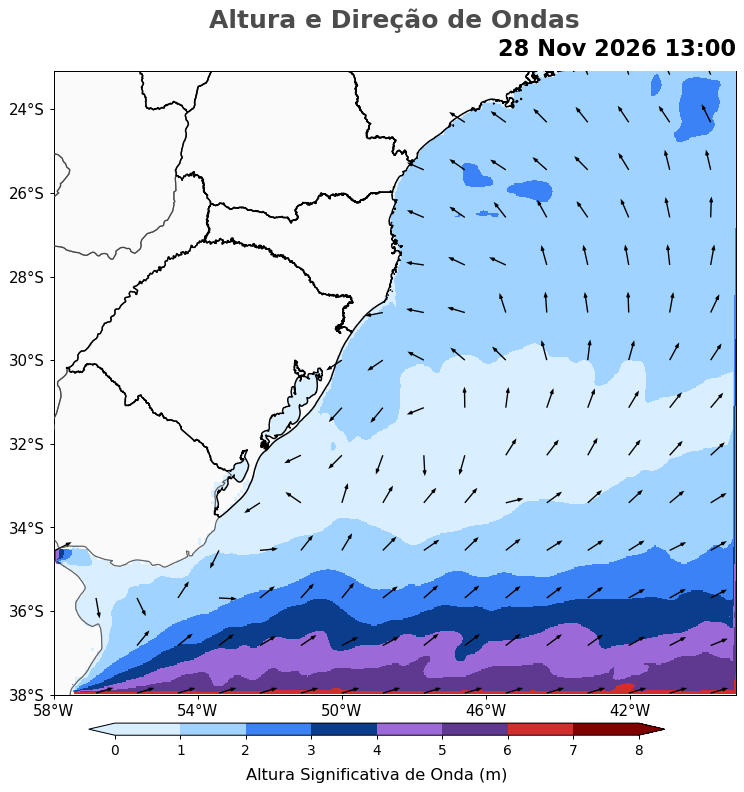 Altura e Direção de Ondas
28 Nov 2026 13:00
24°S
26°S
28°S
30°S
32°S
34°S
36°S
38°S
58°W 54°W 50°W 46°W 42°W
0 1 2 3 4 5 6 7 8
Altura Significativa de Onda (m)